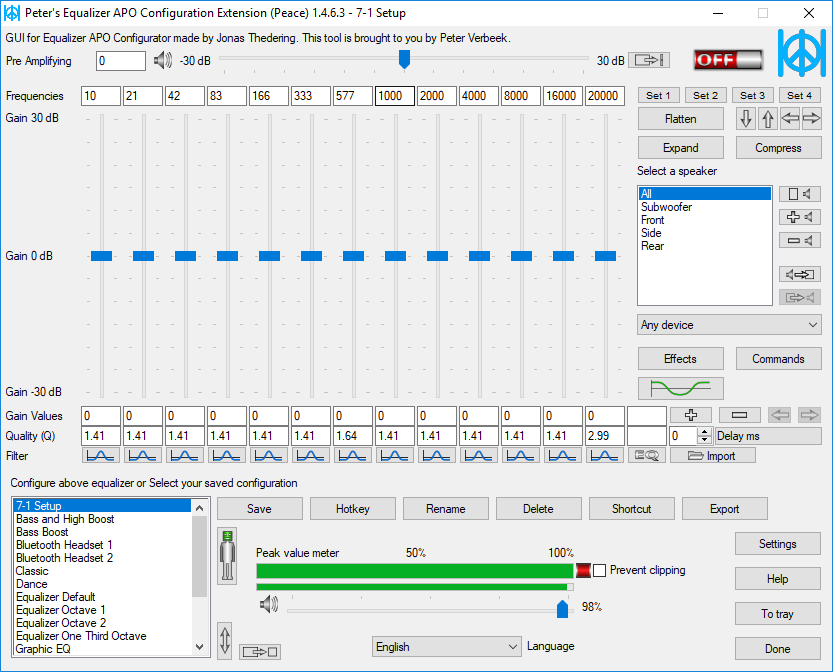 Peter's Equalizer APO Configuration Extension (Peace) 1.4.6.3 - 7-1 Setup
GUI for Equalizer APO Configurator made by Jonas Thedering. This tool is brought to you by Peter Verbeek.
Pre Amplifying 0 -30 dB 30 dB OFF
Frequencies 10 21 42 83 166 333 577 1000 2000 4000 8000 16000 20000 Set 1 Set 2 Set 3 Set 4
Gain 30 dB Flatten
Expand Compress
Select a speaker
All
Subwoofer
Front
Side
Rear
Gain 0 dB
Any device
Effects Commands
Gain -30 dB
Gain Values 0 0 0 0 0 0 0 0 0 0 0 0 0
Quality (Q) 1.41 1.41 1.41 1.41 1.41 1.41 1.64 1.41 1.41 1.41 1.41 1.41 2.99 0 Delay ms
Filter EQ Import
Configure above equalizer or Select your saved configuration
7-1 Setup
Bass and High Boost
Bass Boost
Bluetooth Headset 1
Bluetooth Headset 2
Classic
Dance
Equalizer Default
Equalizer Octave 1
Equalizer Octave 2
Equalizer One Third Octave
Graphic EQ
Save Hotkey Rename Delete Shortcut Export
Peak value meter 50% 100%
Prevent clipping
98%
English Language
Settings
Help
To tray
Done